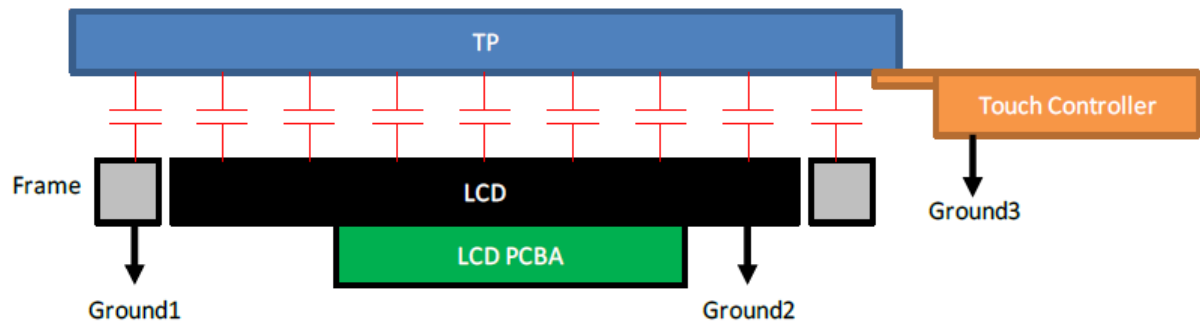 TP
Touch Controller
Frame
LCD
Ground3
LCD PCBA
Ground1
Ground2